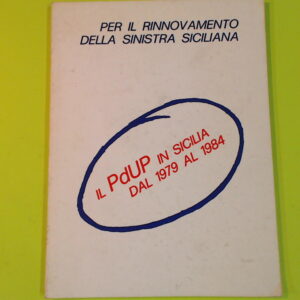 PER IL RINNOVAMENTO
DELLA SINISTRA SICILIANA
IL PdUP IN SICILIA
DAL 1979 AL 1984